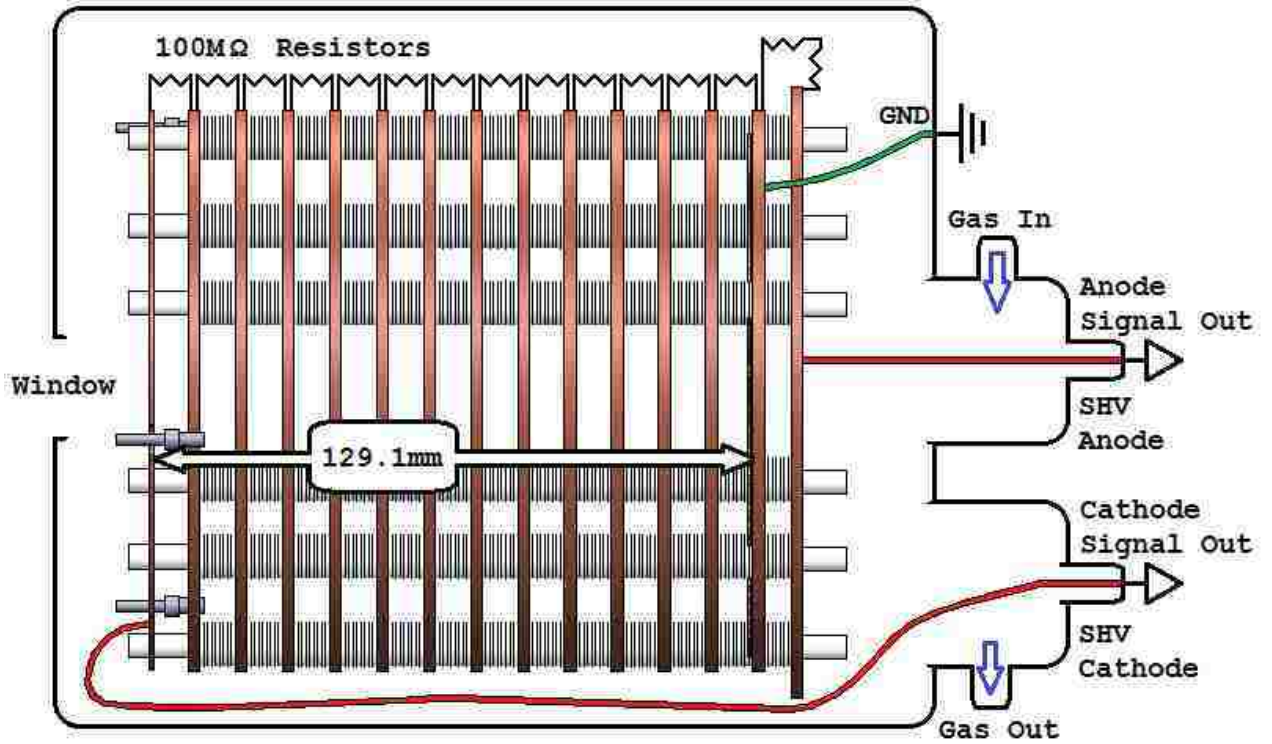 100MΩ Resistors
GND
Gas In
Anode
Signal Out
Window
SHV
Anode
129.1mm
Cathode
Signal Out
SHV
Cathode
Gas Out